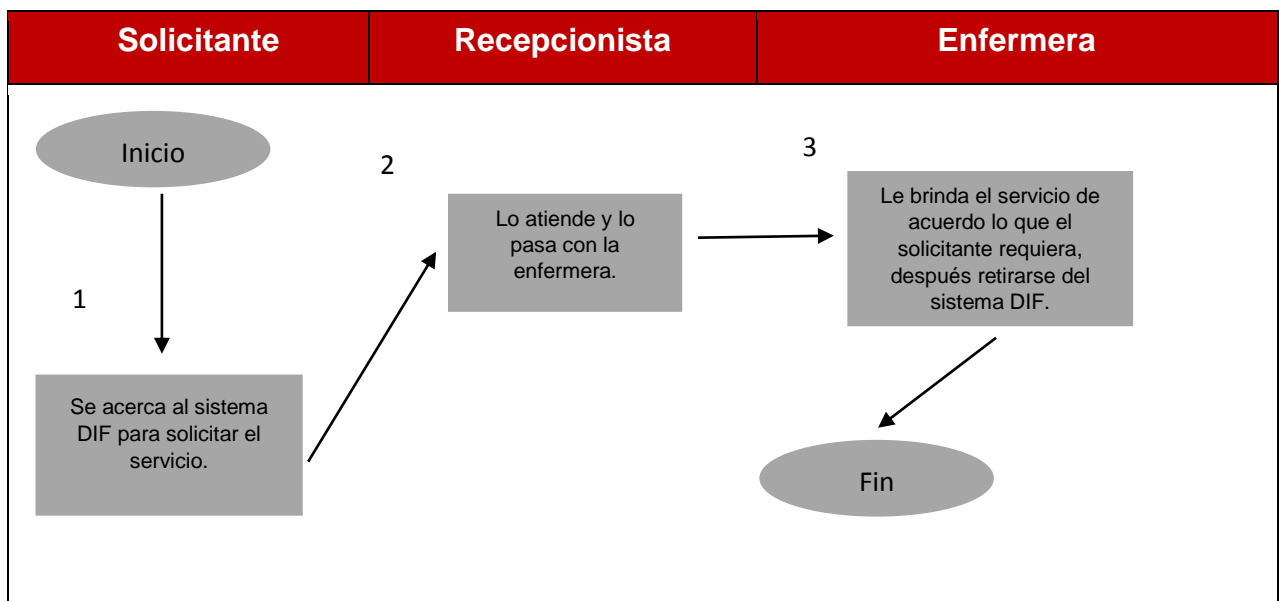 Solicitante
Recepcionista
Enfermera
Inicio
1
Se acerca al sistema
DIF para solicitar el
servicio.
2
Lo atiende y lo
pasa con la
enfermera.
3
Le brinda el servicio de
acuerdo lo que el
solicitante requiera,
después retirarse del
sistema DIF.
Fin